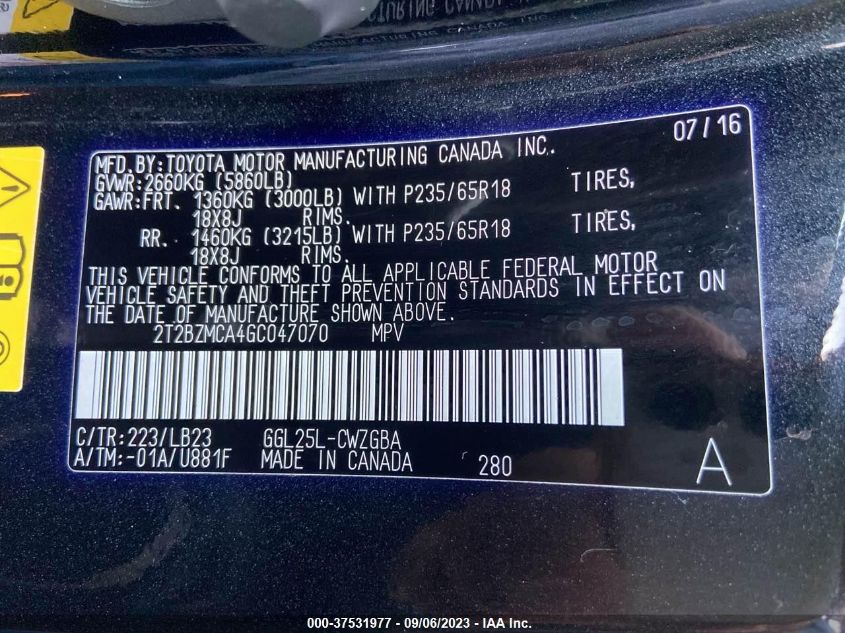 07/16
MFD.BY:TOYOTA MOTOR MANUFACTURING CANADA INC.
GVWR:2660KG (5860LB)
GAWR:FRT. 1360KG (3000LB) WITH P235/65R18 TIRES,
18X8J RIMS.
RR. 1460KG (3215LB) WITH P235/65R18 TIRES,
18X8J RIMS.
THIS VEHICLE CONFORMS TO ALL APPLICABLE FEDERAL MOTOR
VEHICLE SAFETY AND THEFT PREVENTION STANDARDS IN EFFECT ON
THE DATE OF MANUFACTURE SHOWN ABOVE.
2T2BZMCA4GC047070 MPV
C/TR:223/LB23 GGL25L-CWZGBA
A/TM:-01A/U881F MADE IN CANADA 280 A
000-37531977 - 09/06/2023 - IAA Inc.